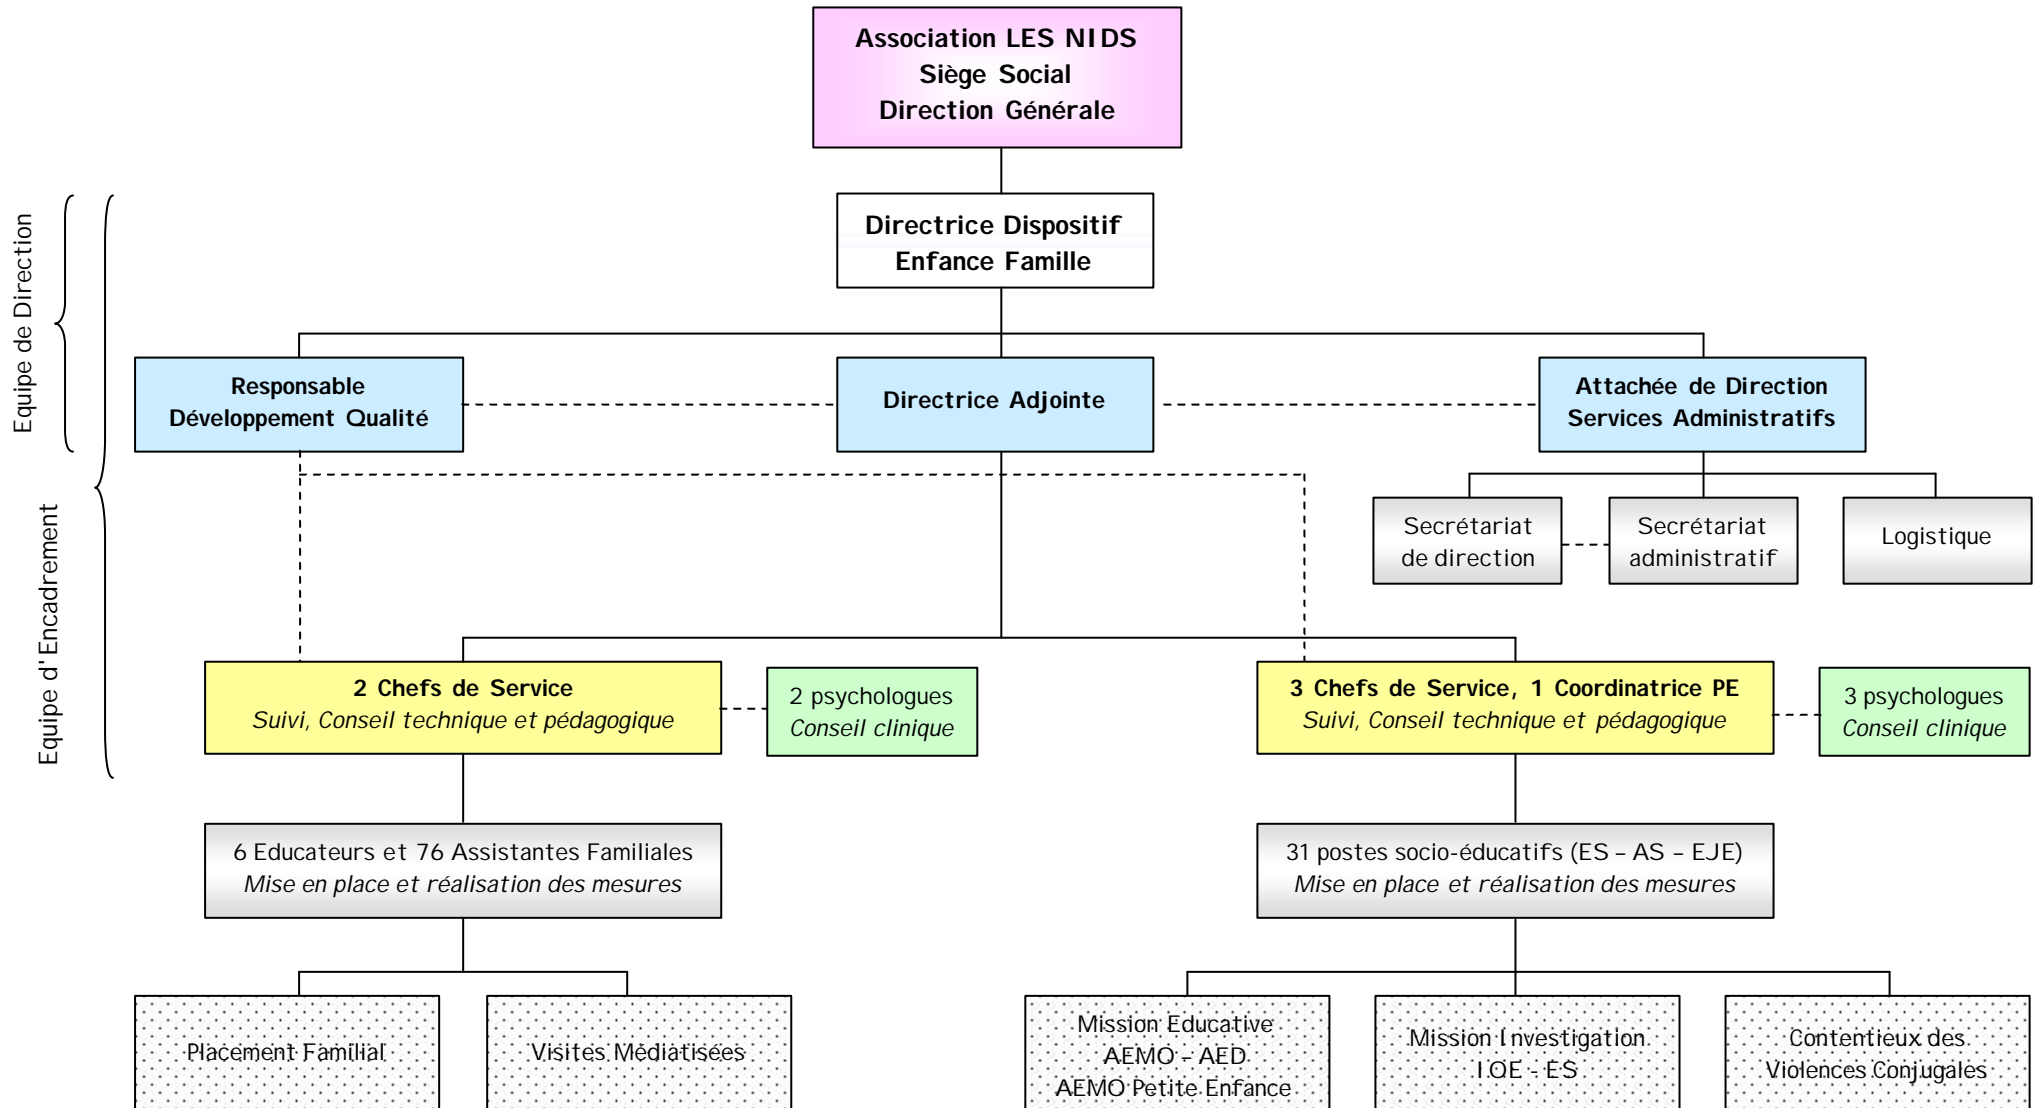 Association LES NIDS
Siège Social
Direction Générale
Directrice Dispositif
Enfance Famille
Equipe de Direction
Responsable
Développement Qualité
Directrice Adjointe
Attachée de Direction
Services Administratifs
Secrétariat
de direction
Secrétariat
administratif
Logistique
Equipe d'Encadrement
2 Chefs de Service
Suivi, Conseil technique et pédagogique
2 psychologues
Conseil clinique
3 Chefs de Service, 1 Coordinatrice PE
Suivi, Conseil technique et pédagogique
3 psychologues
Conseil clinique
6 Educateurs et 76 Assistantes Familiales
Mise en place et réalisation des mesures
31 postes socio-éducatifs (ES – AS – EJE)
Mise en place et réalisation des mesures
Placement Familial
Visites Médiatisées
Mission Educative
AEMO – AED
AEMO Petite Enfance
Mission Investigation
IOE - ES
Contentieux des
Violences Conjugales